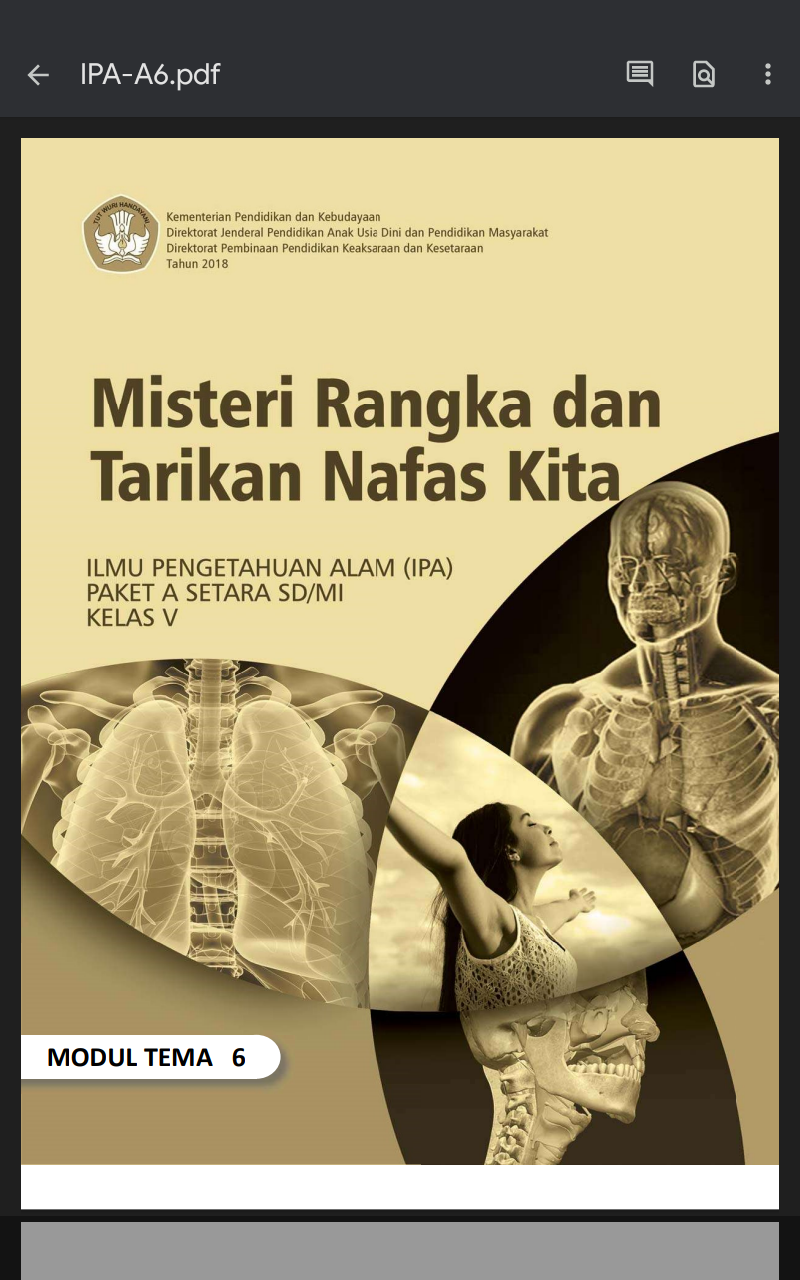 IPA-A6.pdf
TUT WURI HANDAYANI
Kementerian Pendidikan dan Kebudayaan
Direktorat Jenderal Pendidikan Anak Usia Dini dan Pendidikan Masyarakat
Direktorat Pembinaan Pendidikan Keaksaraan dan Kesetaraan
Tahun 2018
Misteri Rangka dan
Tarikan Nafas Kita
ILMU PENGETAHUAN ALAM (IPA)
PAKET A SETARA SD/MI
KELAS V
MODUL TEMA 6